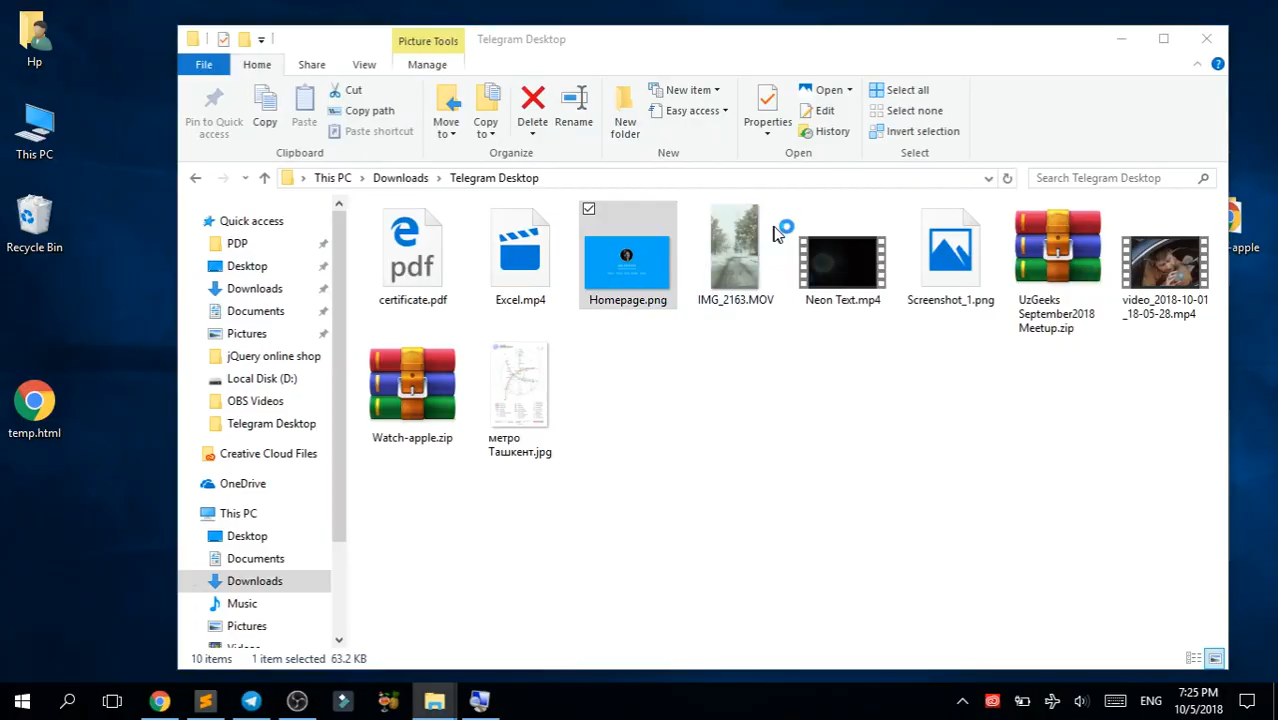 Hp
This PC
Recycle Bin
temp.html
-apple
Picture Tools
Telegram Desktop
File
Home
Share
View
Manage
Pin to Quick
access
Copy
Paste
Cut
Copy path
Paste shortcut
Clipboard
Move
to
Copy
to
Delete
Rename
Organize
New
folder
New item
Easy access
New
Properties
Open
Edit
History
Open
Select all
Select none
Invert selection
Select
This PC
Downloads
Telegram Desktop
Search Telegram Desktop
Quick access
PDP
Desktop
Downloads
Documents
Pictures
jQuery online shop
Local Disk (D:)
OBS Videos
Telegram Desktop
Creative Cloud Files
OneDrive
This PC
Desktop
Documents
Downloads
Music
Pictures
pdf
certificate.pdf
Excel.mp4
Homepage.png
IMG_2163.MOV
Neon Text.mp4
Screenshot_1.png
UzGeeks
September2018
Meetup.zip
video_2018-10-01
_18-05-28.mp4
Watch-apple.zip
метро
Ташкент.jpg
10 items
1 item selected 63.2 KB
ENG
7:25 PM
10/5/2018